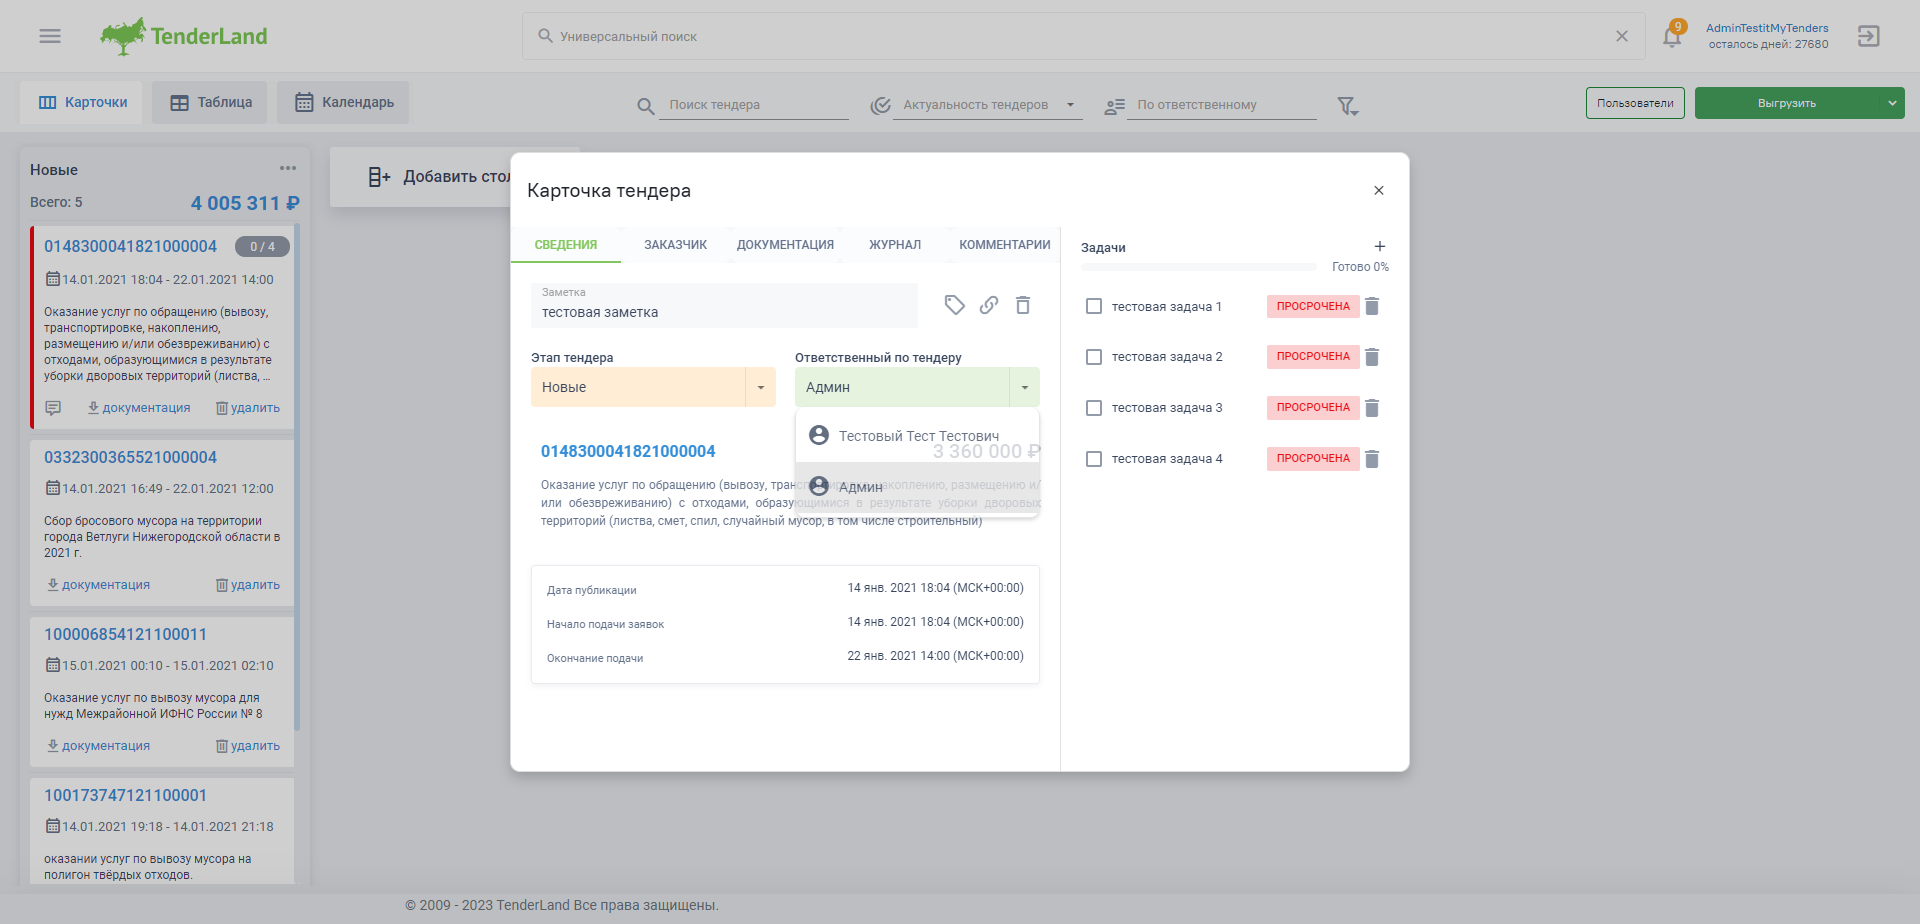 TenderLand
Универсальный поиск
9
AdminTestitMyTenders
осталось дней: 27680
Карточки
Таблица
Календарь
Поиск тендера
Актуальность тендеров
По ответственному
Пользователи
Выгрузить
Новые
Всего: 5
4 005 311 ₽
0148300041821000004
0 / 4
14.01.2021 18:04 - 22.01.2021 14:00
Оказание услуг по обращению (вывозу,
транспортировке, накоплению,
размещению и/или обезвреживанию) с
отходами, образующимися в результате
уборки дворовых территорий (листва, ...
документация
удалить
0332300365521000004
14.01.2021 16:49 - 22.01.2021 12:00
Сбор бросового мусора на территории
города Ветлуги Нижегородской области в
2021 г.
документация
удалить
100006854121100011
15.01.2021 00:10 - 15.01.2021 02:10
Оказание услуг по вывозу мусора для
нужд Межрайонной ИФНС России № 8
документация
удалить
100173747121100001
14.01.2021 19:18 - 14.01.2021 21:18
оказании услуг по вывозу мусора на
полигон твёрдых отходов.
Добавить стол
Карточка тендера
СВЕДЕНИЯ
ЗАКАЗЧИК
ДОКУМЕНТАЦИЯ
ЖУРНАЛ
КОММЕНТАРИИ
Заметка
тестовая заметка
Этап тендера
Новые
Ответственный по тендеру
Админ
Тестовый Тест Тестович
Админ
0148300041821000004
3 360 000 ₽
Оказание услуг по обращению (вывозу, накоплению, размещению и/
или обезвреживанию) с отходами, образующимися в результате уборки дворовых
территорий (листва, смет, спил, случайный мусор, в том числе строительный)
Дата публикации
14 янв. 2021 18:04 (МСК+00:00)
Начало подачи заявок
14 янв. 2021 18:04 (МСК+00:00)
Окончание подачи
22 янв. 2021 14:00 (МСК+00:00)
Задачи
Готово 0%
тестовая задача 1
ПРОСРОЧЕНА
тестовая задача 2
ПРОСРОЧЕНА
тестовая задача 3
ПРОСРОЧЕНА
тестовая задача 4
ПРОСРОЧЕНА
© 2009 - 2023 TenderLand Все права защищены.